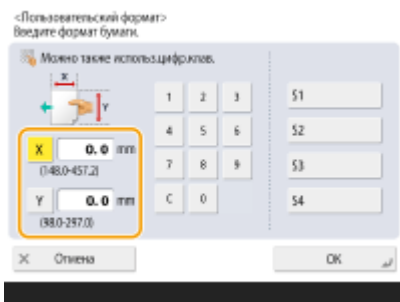 <Пользовательский формат>
Введите формат бумаги.
Можно также использ.цифр.клав.
X
Y
1 2 3
4 5 6
7 8 9
C 0
X 0.0 mm
(148.0-457.2)
Y 0.0 mm
(98.0-297.0)
S1
S2
S3
S4
× Отмена
OK